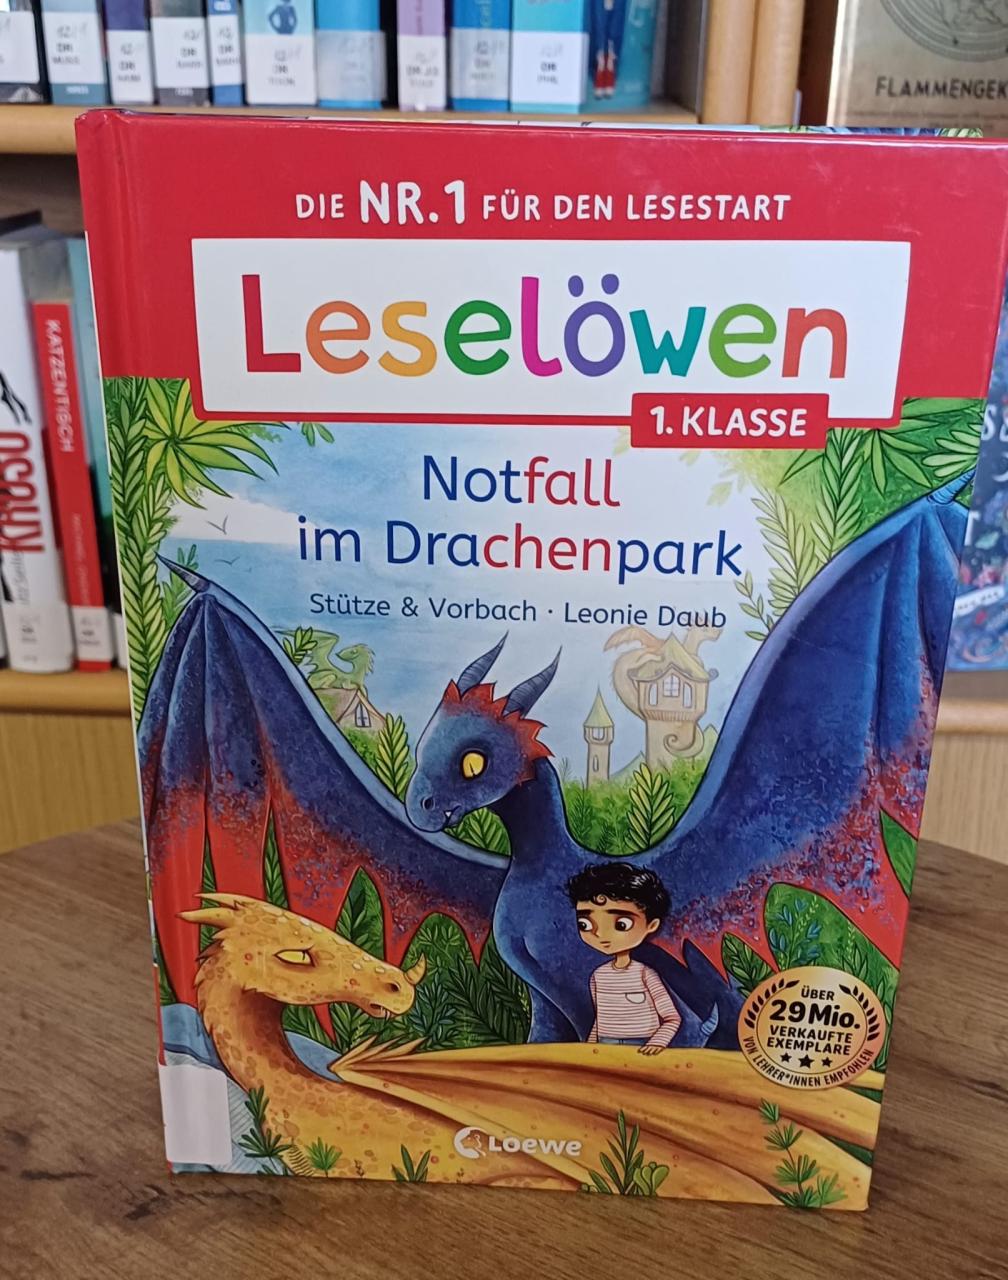 FLAMMENGEK
DIE NR.1 FÜR DEN LESESTART
Leselöwen
1. KLASSE
Notfall
im Drachenpark
Stütze & Vorbach · Leonie Daub
ÜBER
29 Mio.
VERKAUFTE
EXEMPLARE
VON LEHRER*INNEN EMPFOHLEN
Loewe
KATZENTISCH